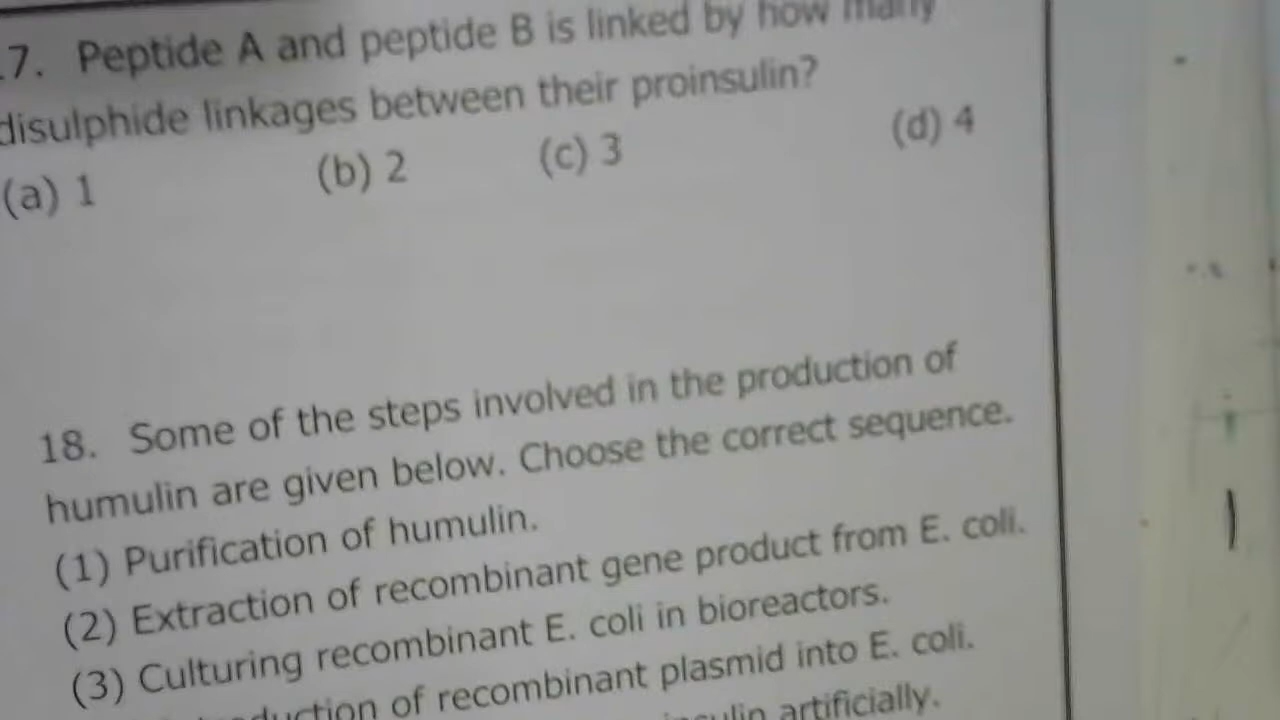 7. Peptide A and peptide B is linked by how many
disulphide linkages between their proinsulin?
(a) 1 (b) 2 (c) 3 (d) 4
18. Some of the steps involved in the production of
humulin are given below. Choose the correct sequence.
(1) Purification of humulin.
(2) Extraction of recombinant gene product from E. coli.
(3) Culturing recombinant E. coli in bioreactors.
of recombinant plasmid into E. coli.
artificially.